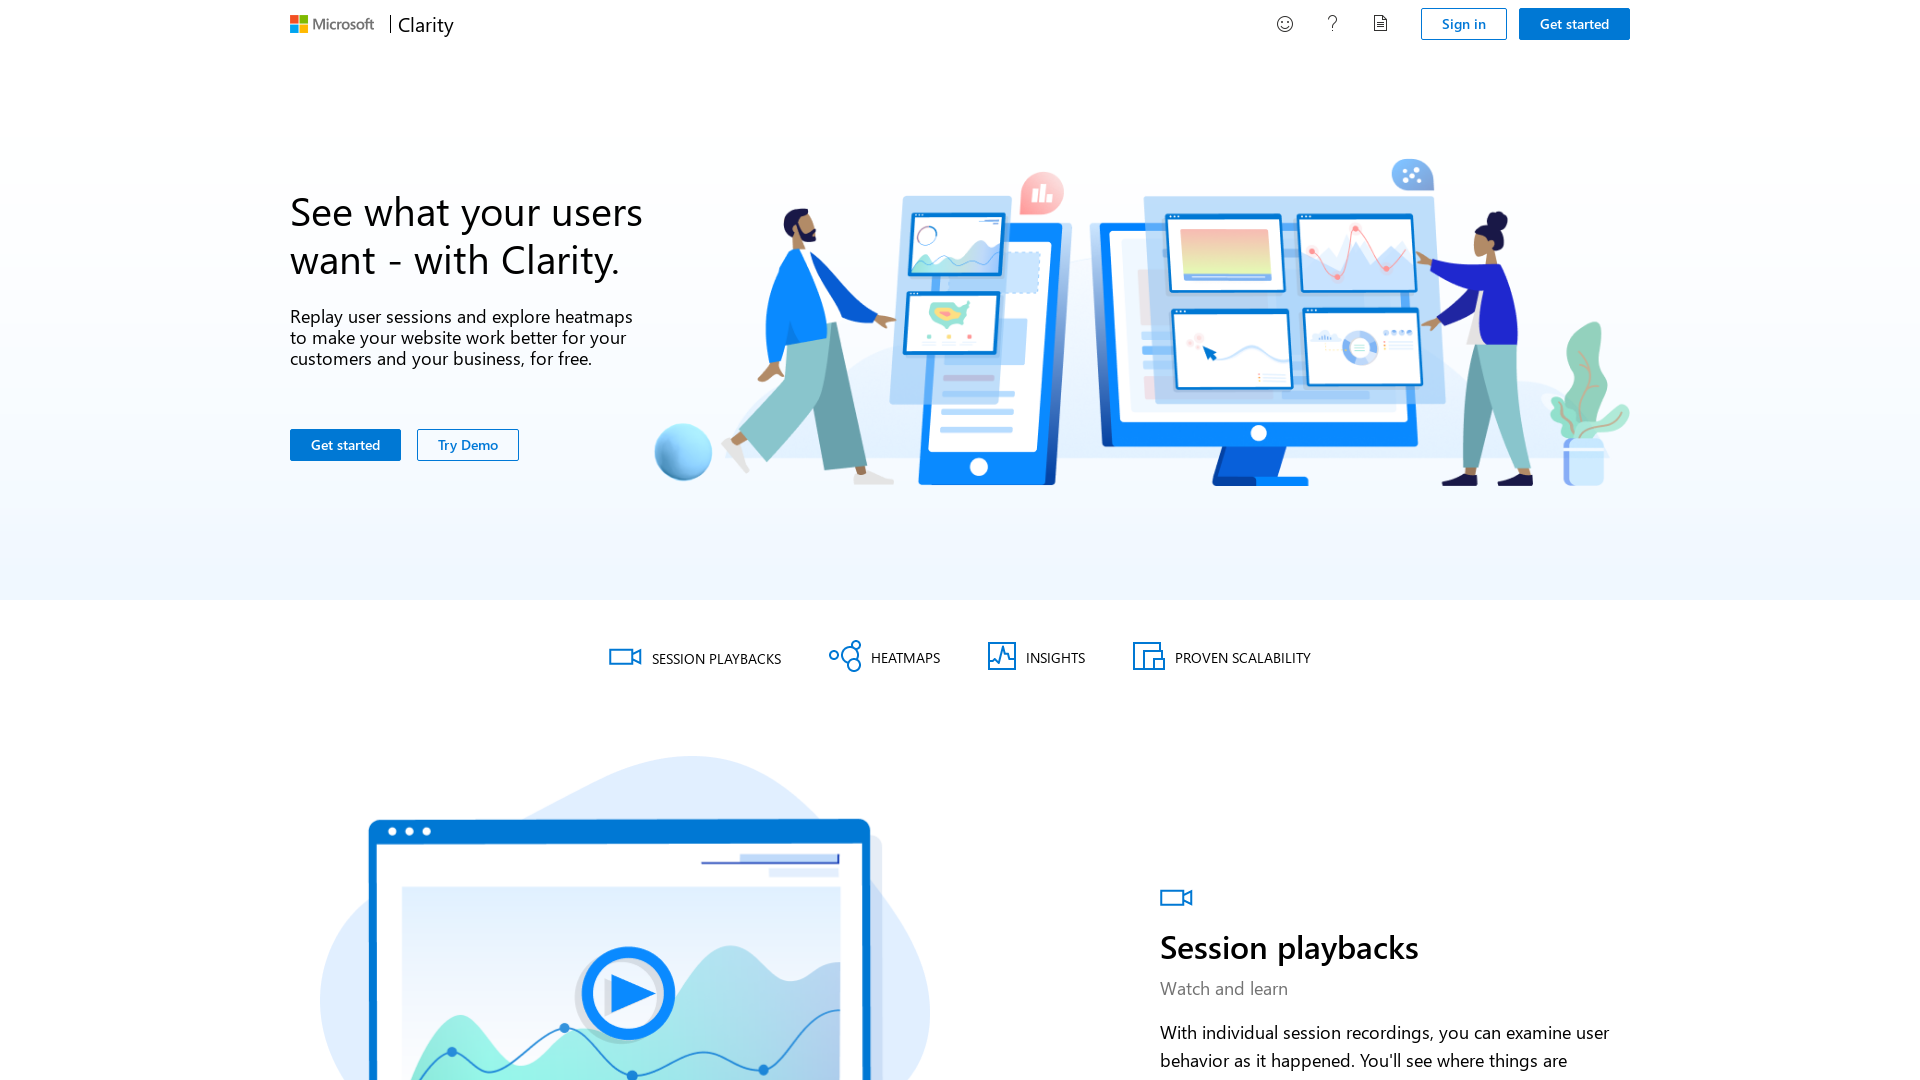 Microsoft | Clarity
Sign in
Get started
See what your users
want - with Clarity.
Replay user sessions and explore heatmaps
to make your website work better for your
customers and your business, for free.
Get started
Try Demo
SESSION PLAYBACKS
HEATMAPS
INSIGHTS
PROVEN SCALABILITY
Session playbacks
Watch and learn
With individual session recordings, you can examine user
behavior as it happened. You'll see where things are